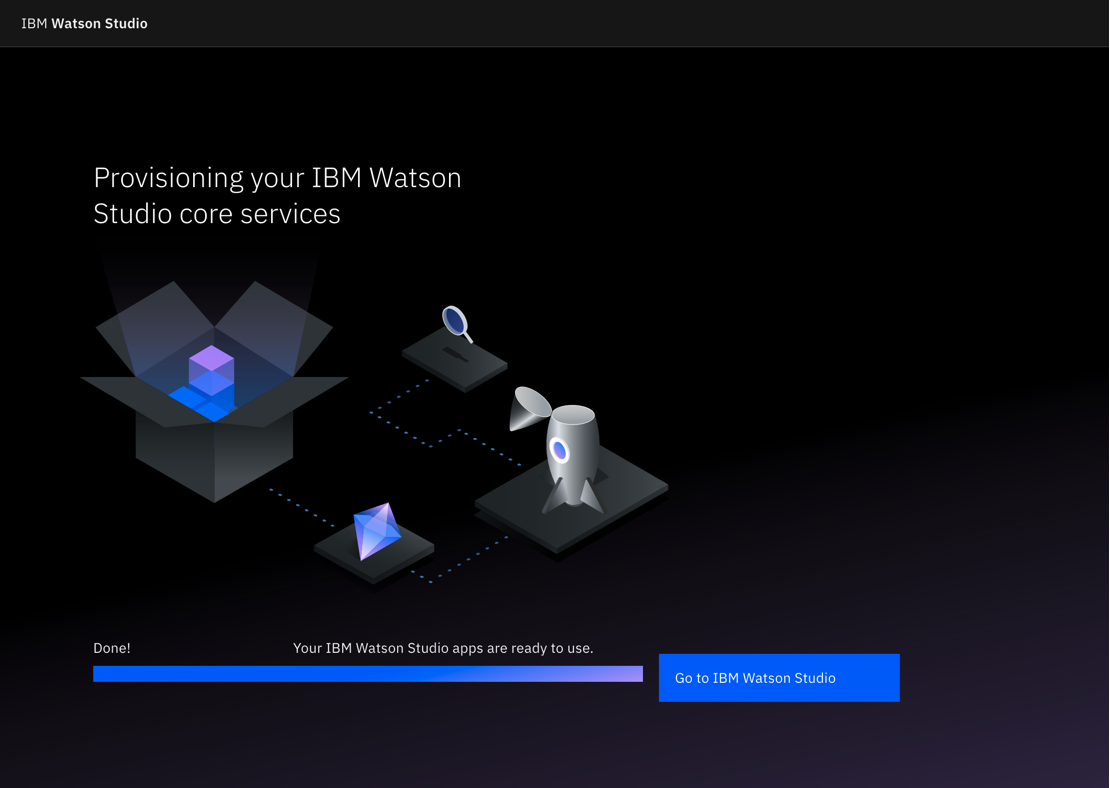 IBM Watson Studio
Provisioning your IBM Watson
Studio core services
Done!
Your IBM Watson Studio apps are ready to use.
Go to IBM Watson Studio